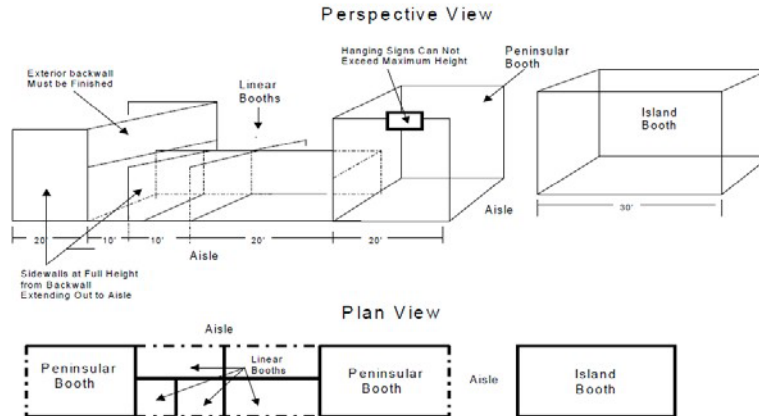 Perspective View
Hanging Signs Can Not
Exceed Maximum Height
Peninsular
Booth
Exterior backwall
Must be Finished
Linear
Booths
Island
Booth
Aisle
30'
20'
10'
10'
20'
20'
Aisle
Sidewalls at Full Height
from Backwall
Extending Out to Aisle
Plan View
Aisle
Peninsular
Booth
Linear
Booths
Peninsular
Booth
Aisle
Island
Booth